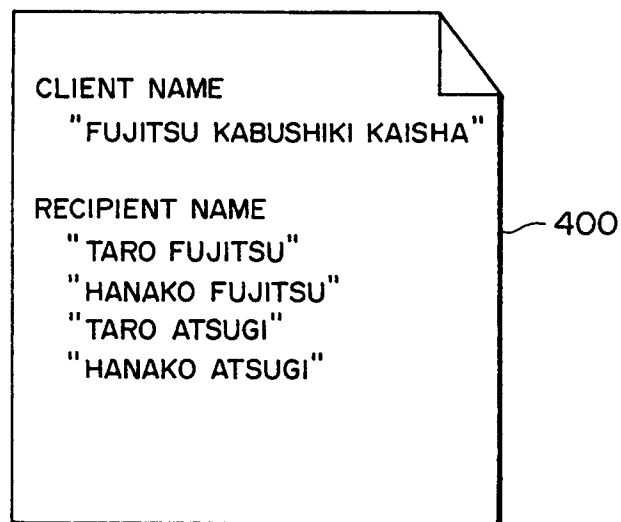 CLIENT NAME
"FUJITSU KABUSHIKI KAISHA"
RECIPIENT NAME
"TARO FUJITSU"
"HANAKO FUJITSU"
"TARO ATSUGI"
"HANAKO ATSUGI"
400